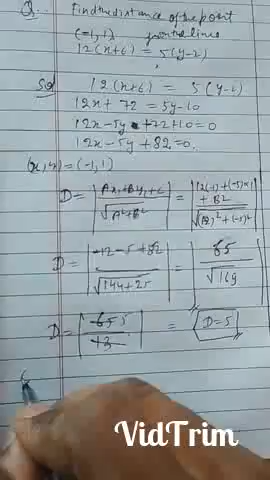 Q. Find the distance of the point
(-1, 1) from the line
12(x+6) = 5(y-2)
Sol 12(x+6) = 5(y-2)
12x + 72 = 5y-10
12x - 5y + 72+10=0
12x - 5y + 82=0.
(x, y) = (-1, 1)
D = |Ax1+By1+c / √A²+B²| = |12(-1)+(-5)x1 + 82 / √(12)²+(-5)²|
D = |-12-5+82 / √144+25| = |65 / √169|
D = |65 5 / 13| = D=5
VidTrim